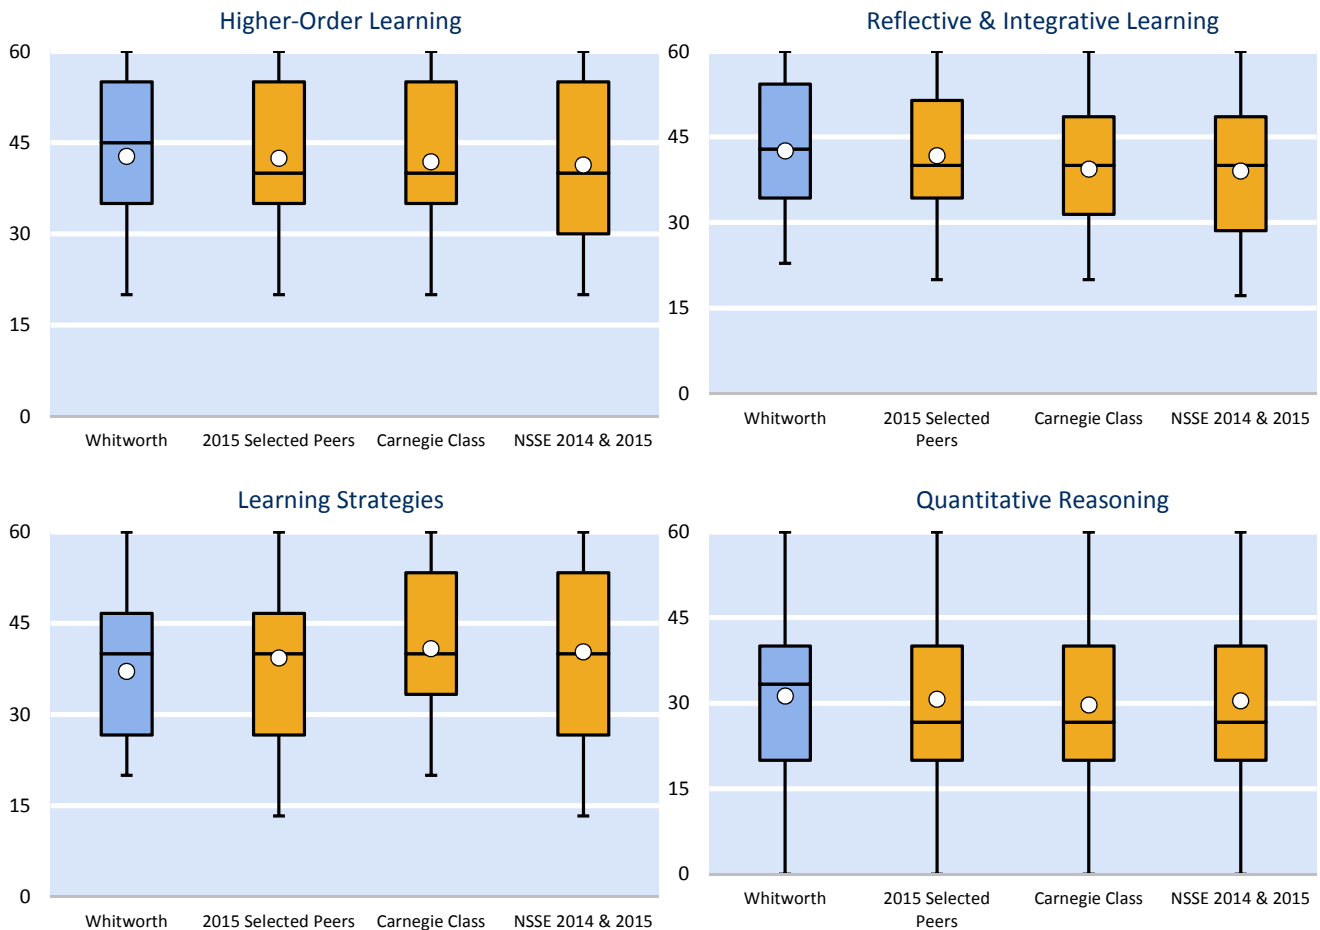 Higher-Order Learning
60
45
30
15
0
Whitworth 2015 Selected Peers Carnegie Class NSSE 2014 & 2015
Reflective & Integrative Learning
60
45
30
15
0
Whitworth 2015 Selected Carnegie Class NSSE 2014 & 2015
Peers
Learning Strategies
60
45
30
15
0
Whitworth 2015 Selected Peers Carnegie Class NSSE 2014 & 2015
Quantitative Reasoning
60
45
30
15
0
Whitworth 2015 Selected Carnegie Class NSSE 2014 & 2015
Peers